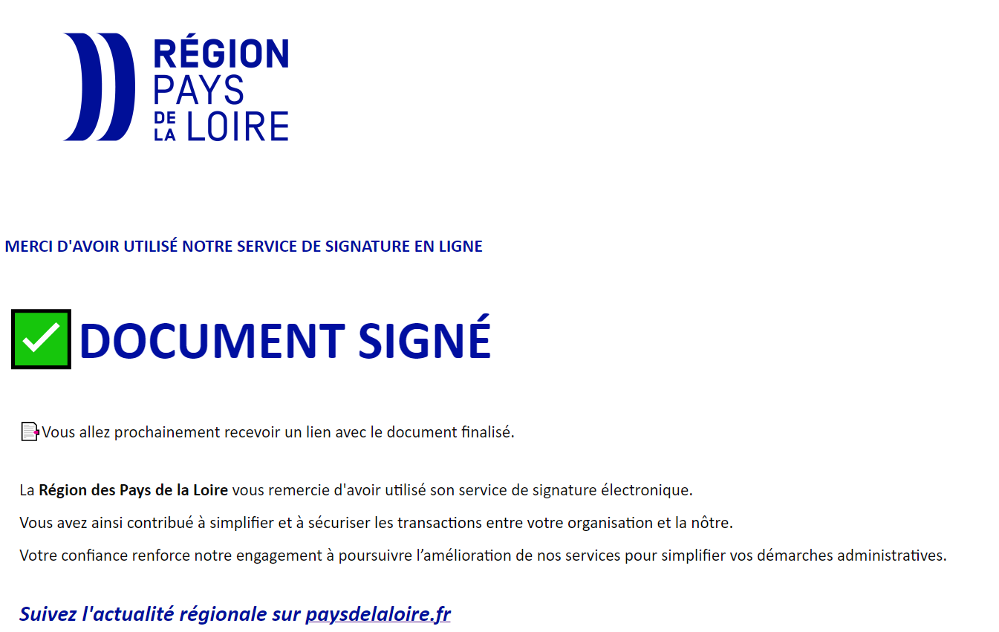 RÉGION
PAYS
DE LA LOIRE
MERCI D'AVOIR UTILISÉ NOTRE SERVICE DE SIGNATURE EN LIGNE
DOCUMENT SIGNÉ
Vous allez prochainement recevoir un lien avec le document finalisé.
La Région des Pays de la Loire vous remercie d'avoir utilisé son service de signature électronique.
Vous avez ainsi contribué à simplifier et à sécuriser les transactions entre votre organisation et la nôtre.
Votre confiance renforce notre engagement à poursuivre l’amélioration de nos services pour simplifier vos démarches administratives.
Suivez l'actualité régionale sur paysdelaloire.fr